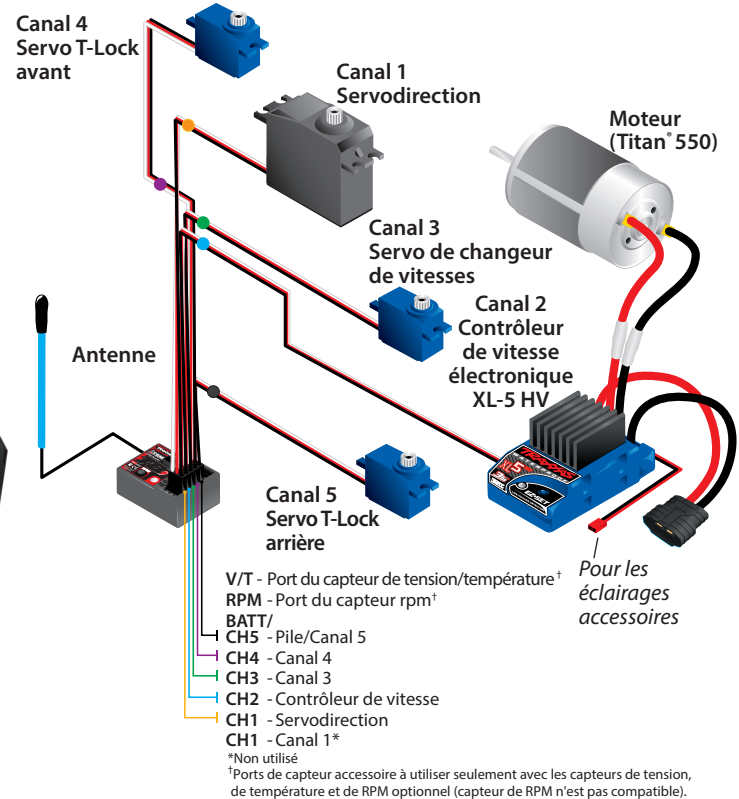 Canal 4
Servo T-Lock
avant
Canal 1
Servodirection
Moteur
(Titan® 550)
Canal 3
Servo de changeur
de vitesses
Canal 2
Contrôleur
de vitesse
électronique
XL-5 HV
Antenne
TRAXXAS
XL5
EZ-SET
Canal 5
Servo T-Lock
arrière
Pour les
éclairages
accessoires
V/T - Port du capteur de tension/température†
RPM - Port du capteur rpm†
BATT/
CH5 - Pile/Canal 5
CH4 - Canal 4
CH3 - Canal 3
CH2 - Contrôleur de vitesse
CH1 - Servodirection
CH1 - Canal 1*
*Non utilisé
†Ports de capteur accessoire à utiliser seulement avec les capteurs de tension,
de température et de RPM optionnel (capteur de RPM n'est pas compatible).